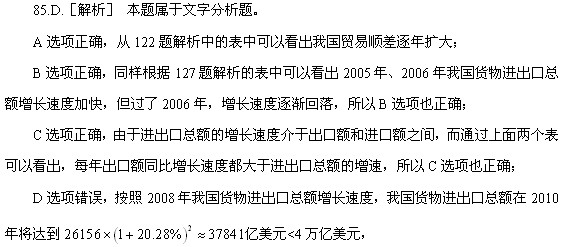 85.D.［解析］ 本题属于文字分析题。
A 选项正确，从 122 题解析中的表中可以看出我国贸易顺差逐年扩大；
B 选项正确，同样根据 127 题解析的表中可以看出 2005 年、2006 年我国货物进出口总
额增长速度加快，但过了 2006 年，增长速度逐渐回落，所以 B 选项也正确；
C 选项正确，由于进出口总额的增长速度介于出口额和进口额之间，而通过上面两个表
可以看出，每年出口额同比增长速度都大于进出口总额的增速，所以 C 选项也正确；
D 选项错误，按照 2008 年我国货物进出口总额增长速度，我国货物进出口总额在 2010
年将达到 26156×(1+20.28%)² ≈37841亿美元<4 万亿美元，